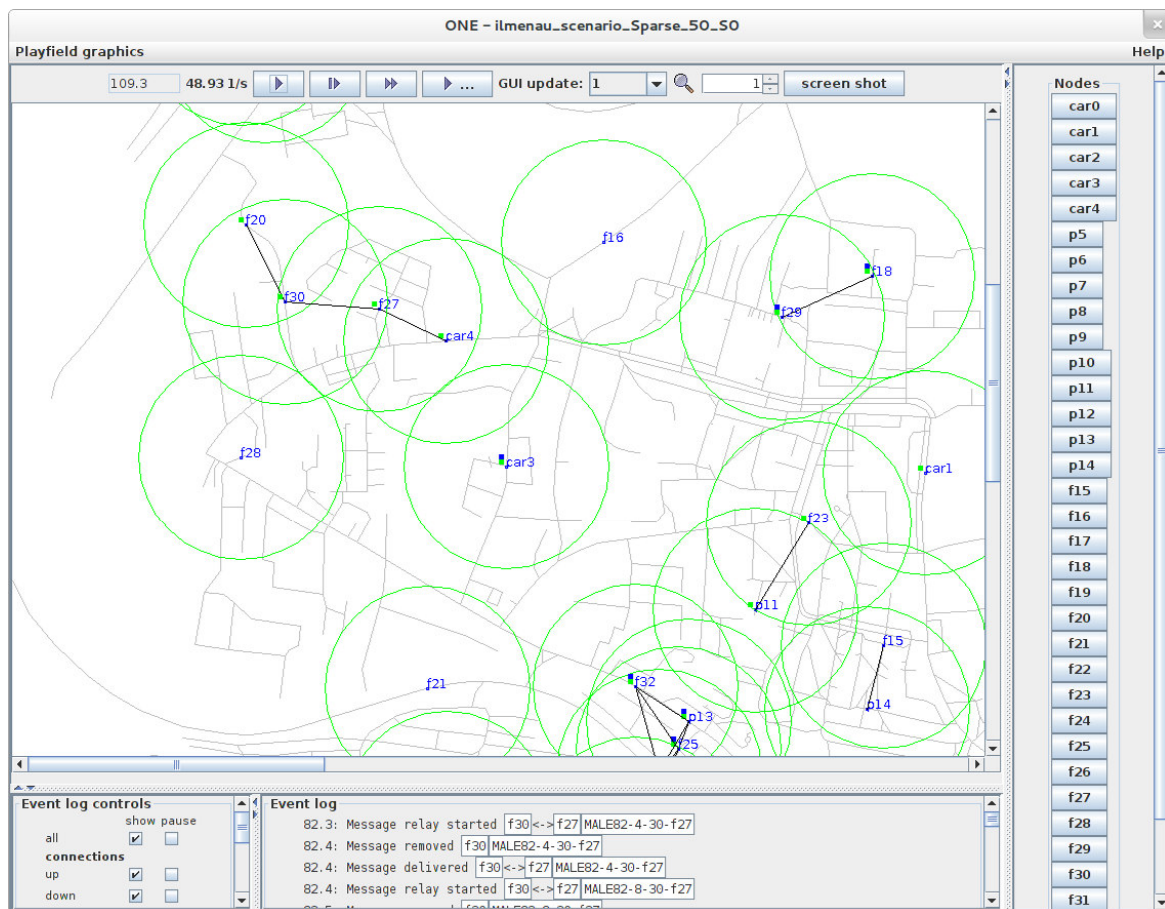 ONE - ilmenau_scenario_Sparse_50_S0
Playfield graphics
Help
109.3 48.93 1/s ... GUI update: 1 1 screen shot
Nodes
car0
car1
car2
car3
car4
p5
p6
p7
p8
p9
p10
p11
p12
p13
p14
f15
f16
f17
f18
f19
f20
f21
f22
f23
f24
f25
f26
f27
f28
f29
f30
f31
f20
f16
f18
f30
f27
f29
car4
f28
car3
car1
f23
p11
f15
f21
f32
p13
p14
f25
Event log controls
show pause
all
connections
up
down
Event log
82.3: Message relay started f30 <-> f27 MALE82-4-30-f27
82.4: Message removed f30 MALE82-4-30-f27
82.4: Message delivered f30 <-> f27 MALE82-4-30-f27
82.4: Message relay started f30 <-> f27 MALE82-8-30-f27